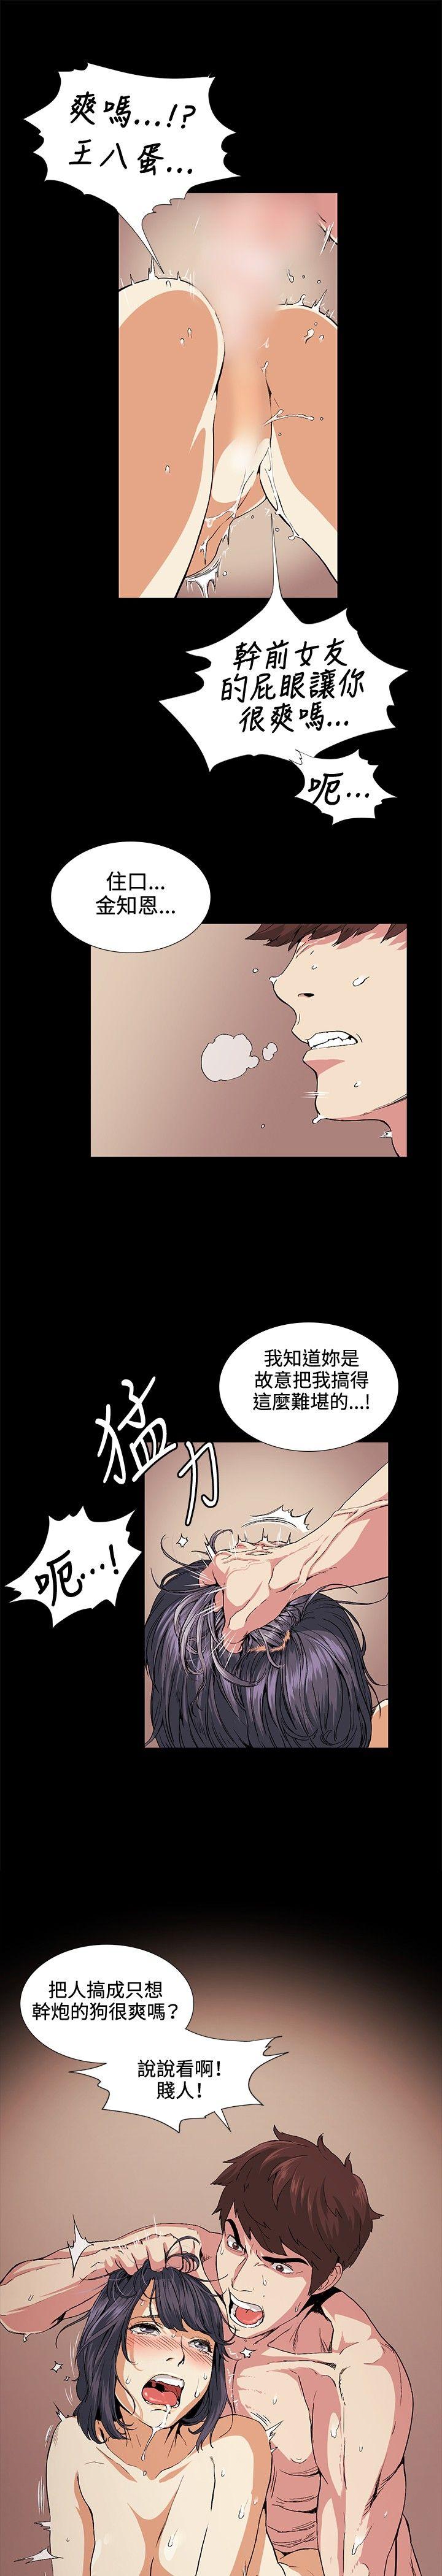 爽嗎...!?
王八蛋...
幹前女友
的屁眼讓你
很爽嗎...
呃...
住口...
金知恩...
我知道妳是
故意把我搞得
這麼難堪的...!
猛
力
呃...!
把人搞成只想
幹炮的狗很爽嗎？
說說看啊！
賤人！